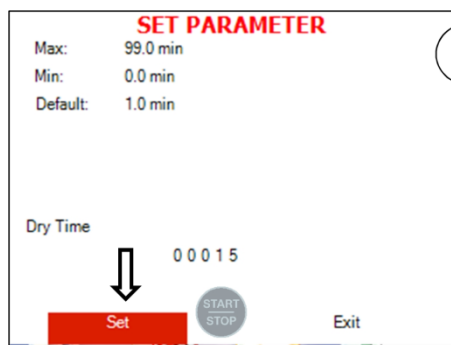 SET PARAMETER
Max: 99.0 min
Min: 0.0 min
Default: 1.0 min
Dry Time
0 0 0 1 5
START
STOP
Set Exit